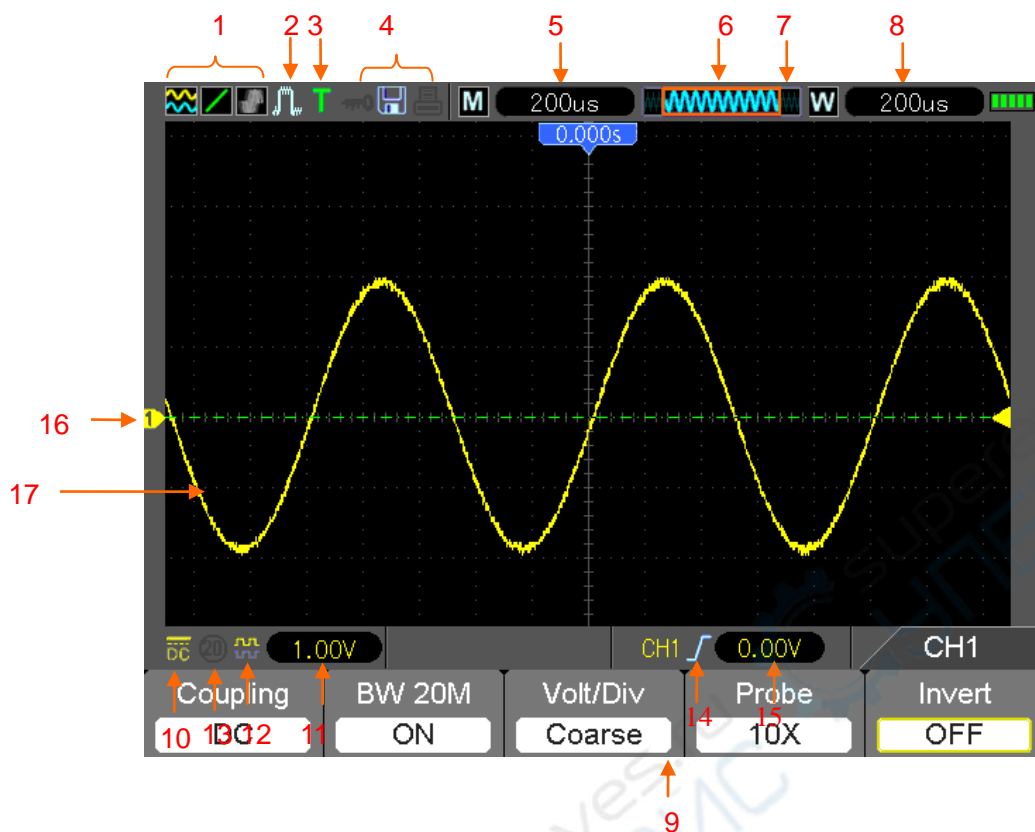 1 2 3 4 5 6 7 8
T M 200us W 200us
0.000s
16 1
17
DC 20 1.00V CH1 0.00V CH1
Coupling BW 20M Volt/Div Probe Invert
10 13 12 11 14 15
DC ON Coarse 10X OFF
9